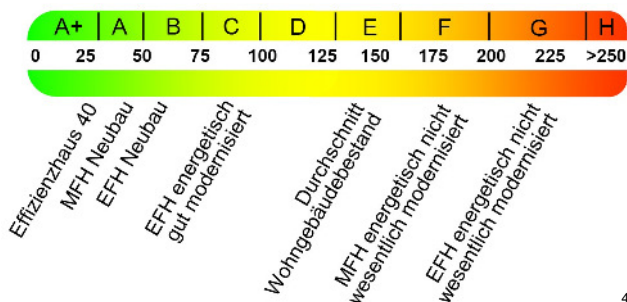 A+ A B C D E F G H
0 25 50 75 100 125 150 175 200 225 >250
Effizienzhaus 40
MFH Neubau
EFH Neubau
EFH energetisch
gut modernisiert
Durchschnitt
Wohngebäudebestand
MFH energetisch nicht
wesentlich modernisiert
EFH energetisch nicht
wesentlich modernisiert
4